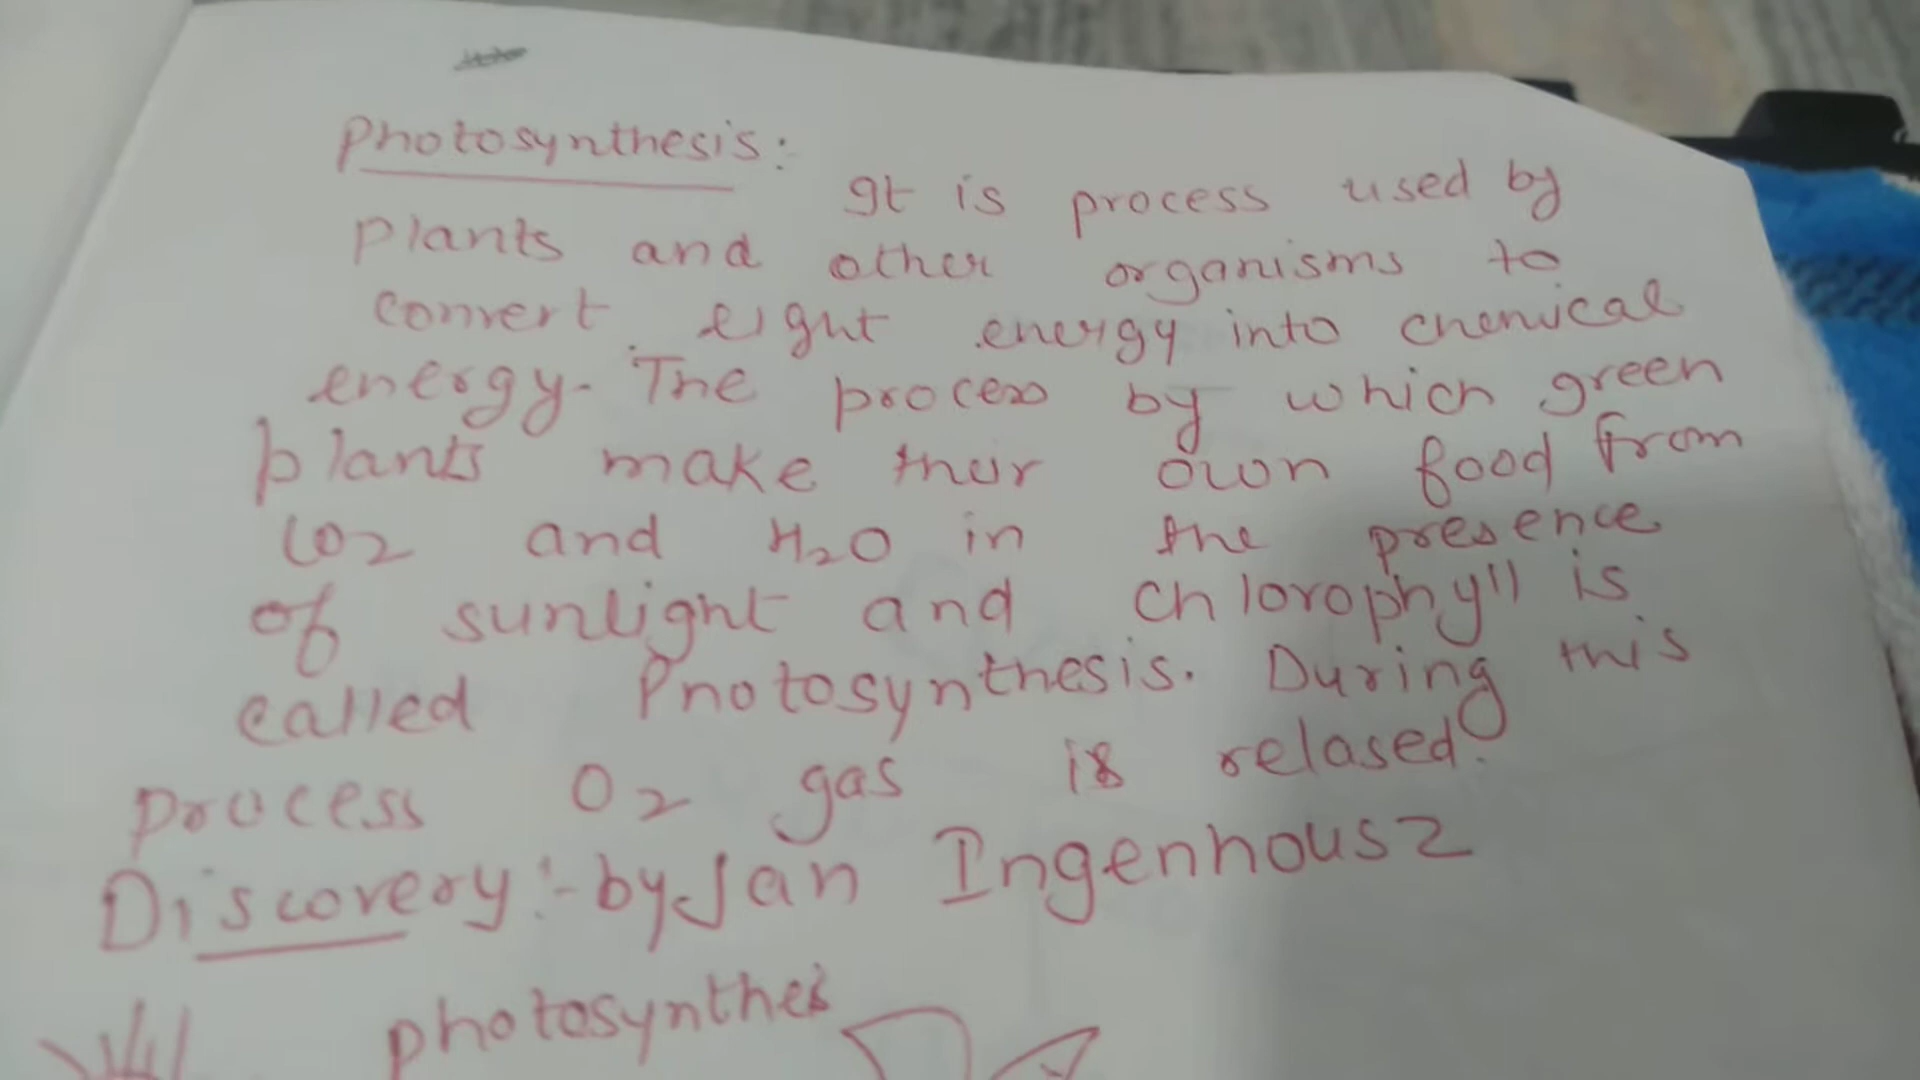 Photosynthesis:
It is process used by
plants and other organisms to
convert light energy into chemical
energy. The process by which green
plants make their own food from
CO2 and H2O in the presence
of sunlight and chlorophyll is
called Photosynthesis. During this
process O2 gas is relased.
Discovery:- by Jan Ingenhousz
photosynthes